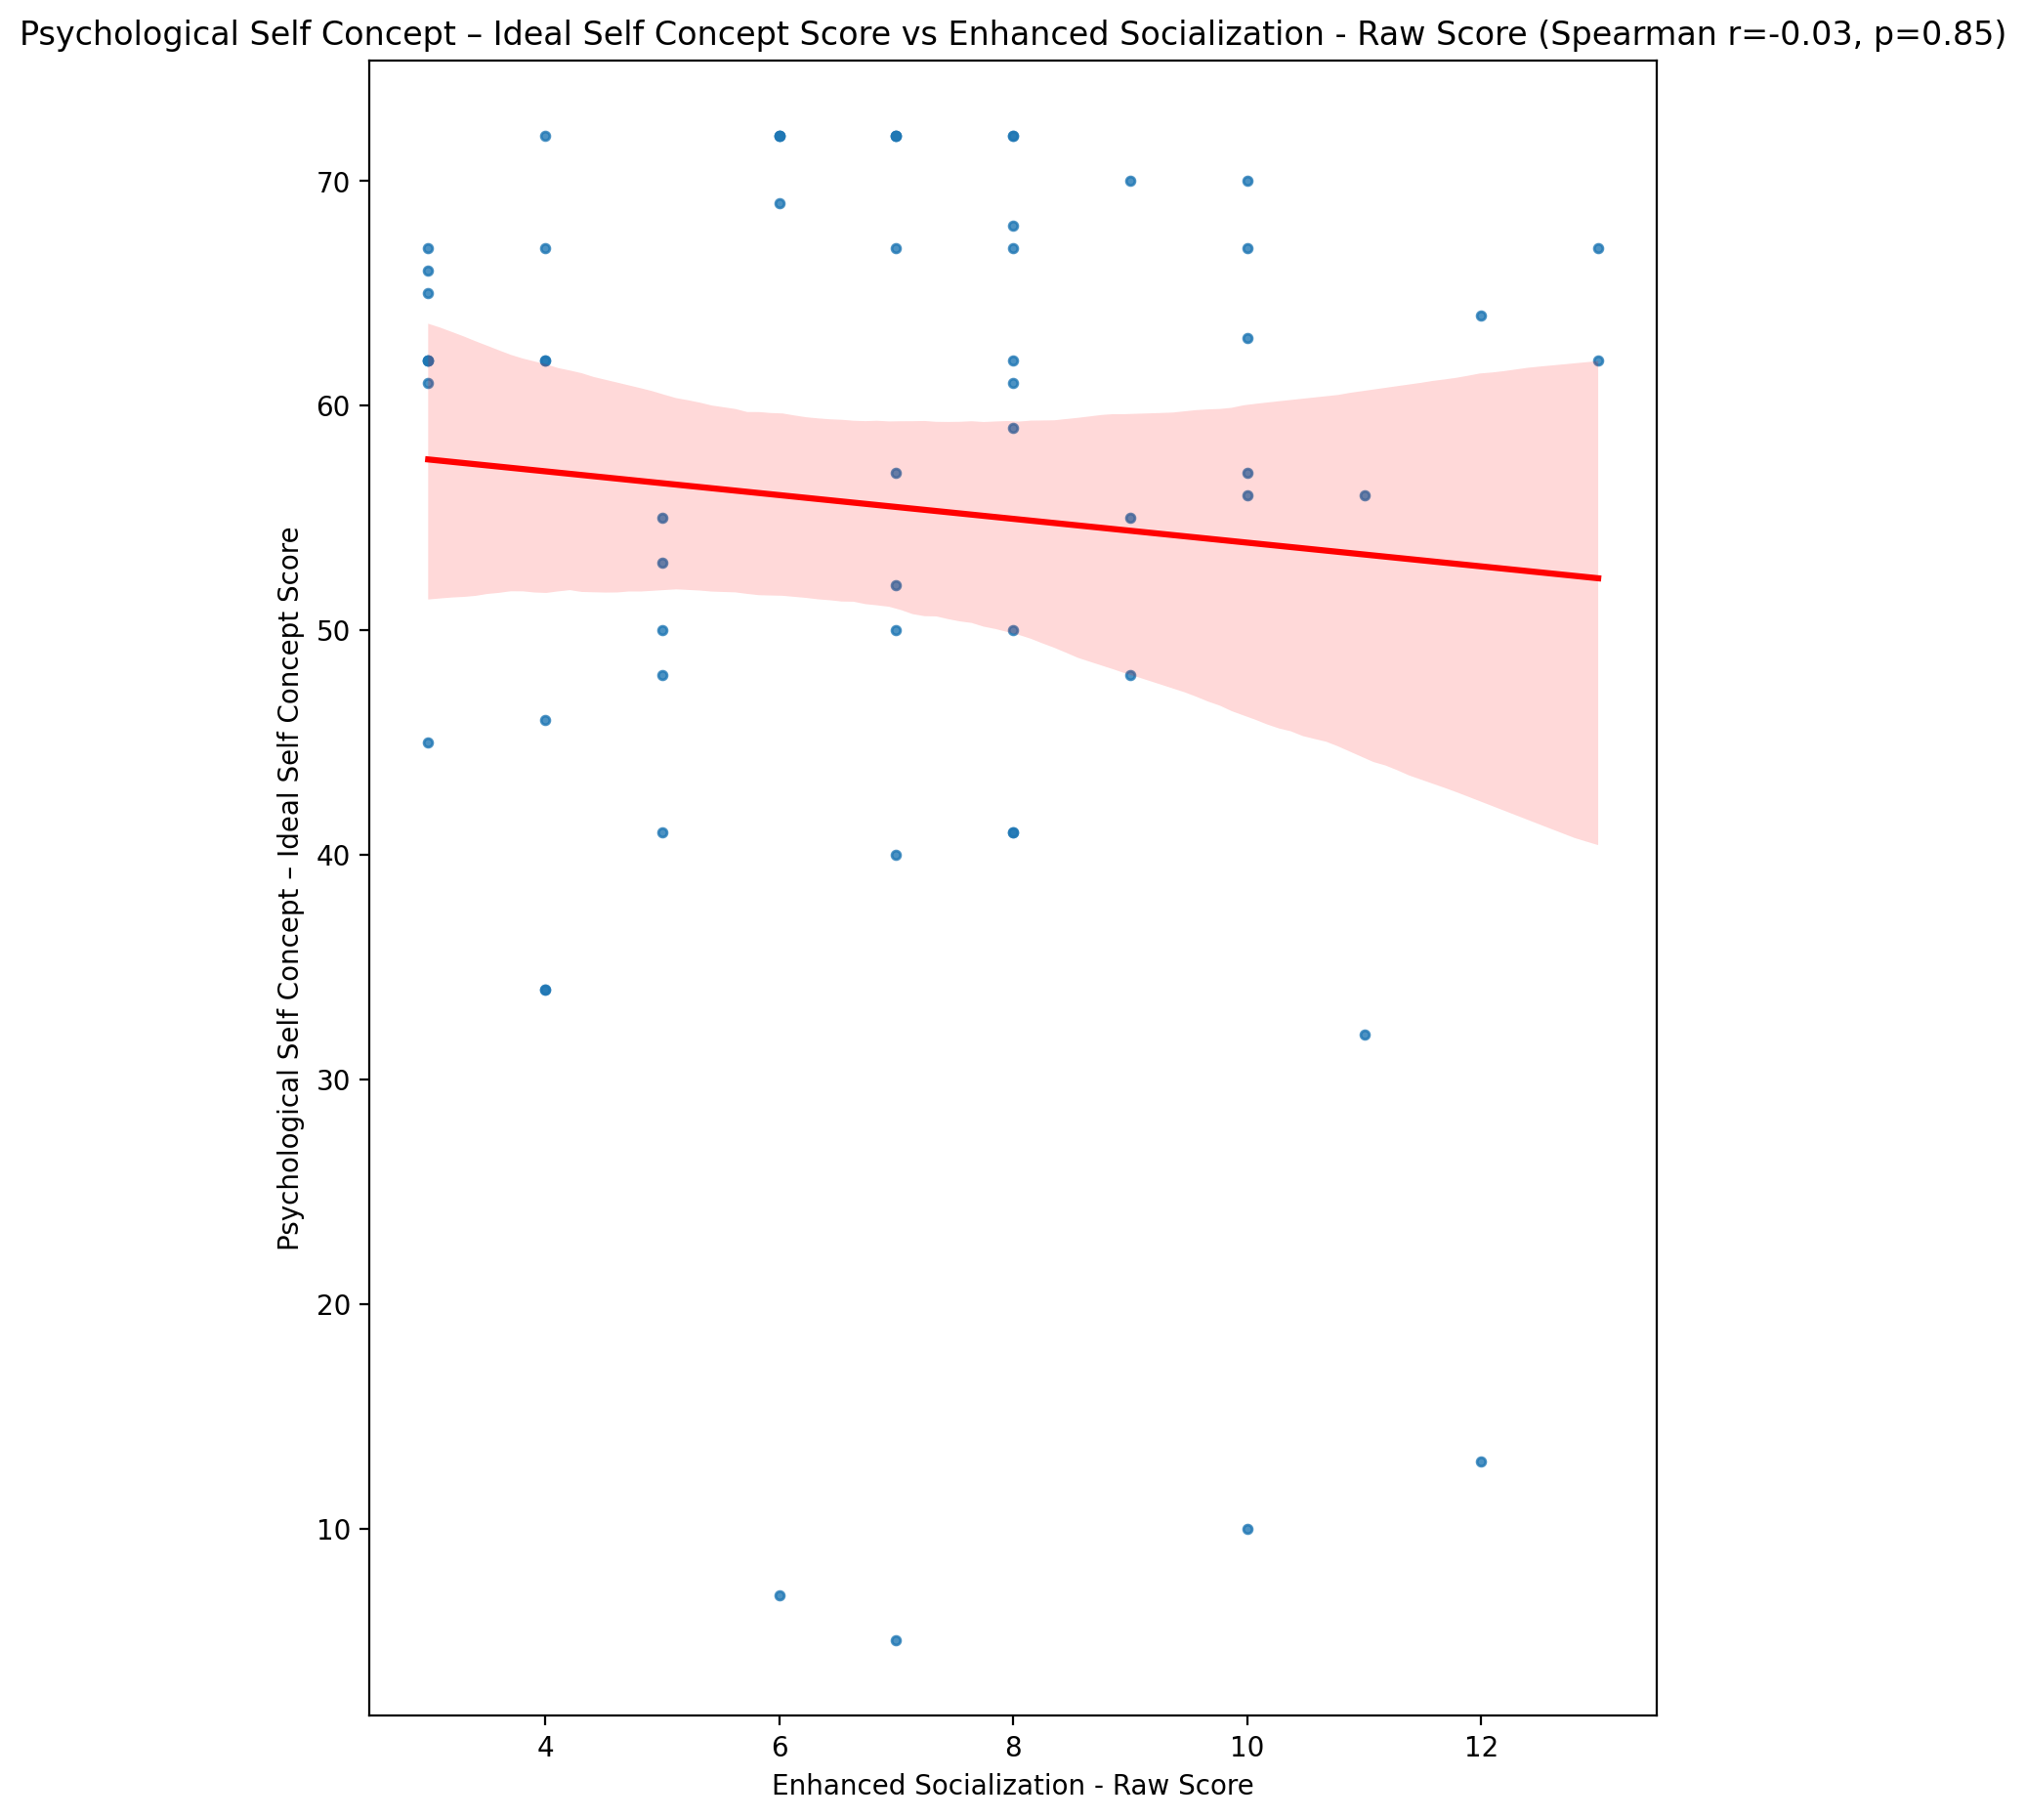 Psychological Self Concept – Ideal Self Concept Score vs Enhanced Socialization - Raw Score (Spearman r=-0.03, p=0.85)
Psychological Self Concept – Ideal Self Concept Score
70
60
50
40
30
20
10
4 6 8 10 12
Enhanced Socialization - Raw Score